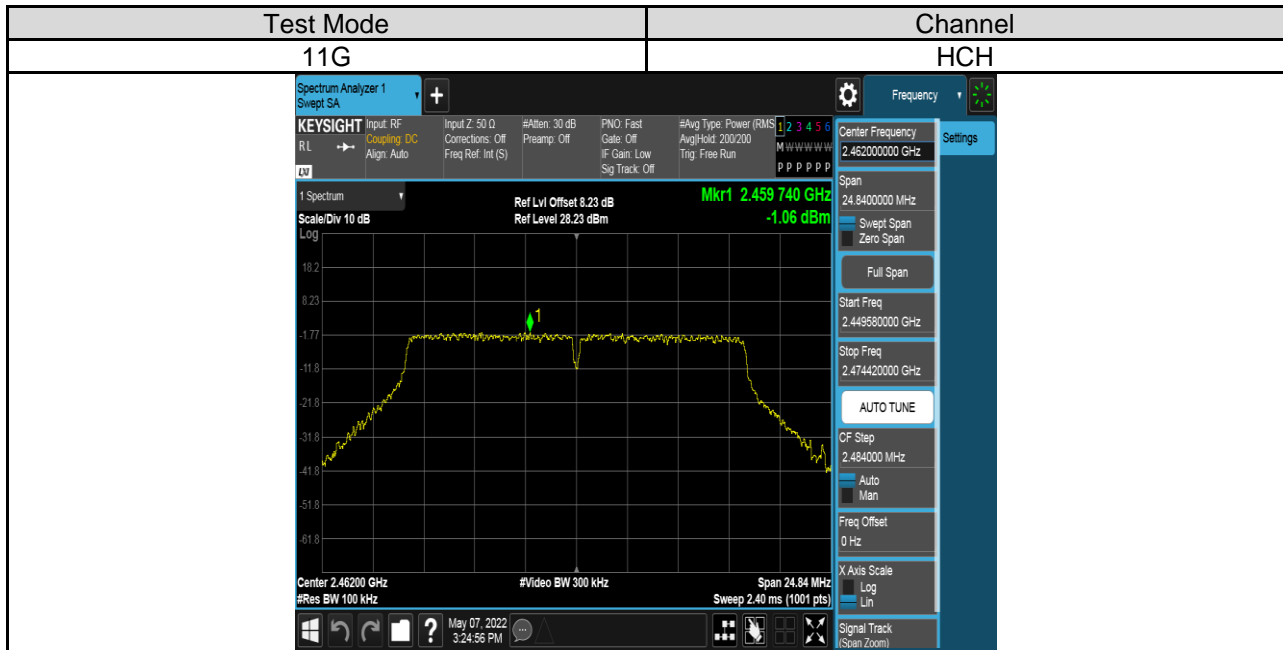 Test Mode Channel
11G HCH
Spectrum Analyzer 1
Swept SA
+
Frequency
KEYSIGHT Input: RF Input Z: 50 Ω #Atten: 30 dB PNO: Fast #Avg Type: Power (RMS 1 2 3 4 5 6
RL Coupling: DC Corrections: Off Preamp: Off Gate: Off Avg|Hold: 200/200 M W W W W W
Align: Auto Freq Ref: Int (S) IF Gain: Low Trig: Free Run
LXI Sig Track: Off P P P P P P
1 Spectrum Ref Lvl Offset 8.23 dB Mkr1 2.459 740 GHz
Scale/Div 10 dB Ref Level 28.23 dBm -1.06 dBm
Log
18.2
8.23
1
-1.77
-11.8
-21.8
-31.8
-41.8
-51.8
-61.8
Center 2.46200 GHz #Video BW 300 kHz Span 24.84 MHz
#Res BW 100 kHz Sweep 2.40 ms (1001 pts)
May 07, 2022
3:24:56 PM
?
Center Frequency
2.462000000 GHz
Settings
Span
24.8400000 MHz
Swept Span
Zero Span
Full Span
Start Freq
2.449580000 GHz
Stop Freq
2.474420000 GHz
AUTO TUNE
CF Step
2.484000 MHz
Auto
Man
Freq Offset
0 Hz
X Axis Scale
Log
Lin
Signal Track
(Span Zoom)